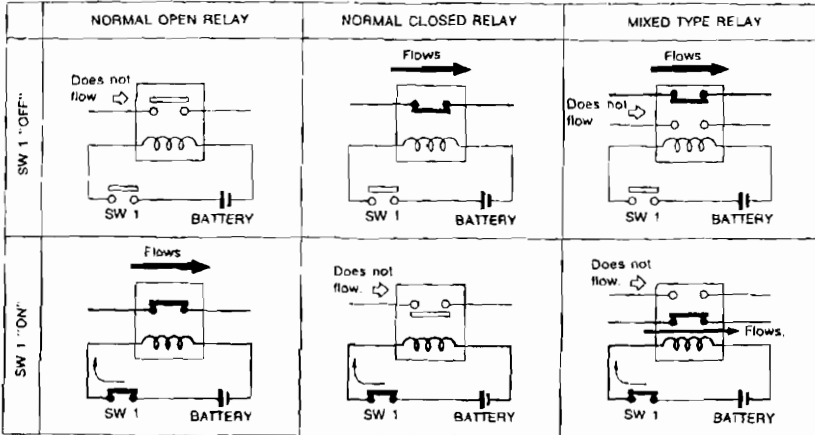 NORMAL OPEN RELAY
NORMAL CLOSED RELAY
MIXED TYPE RELAY
SW 1 "OFF"
Does not
flow
SW 1
BATTERY
Flows
SW 1
BATTERY
Flows
Does not
flow
SW 1
BATTERY
SW 1 "ON"
Flows
SW 1
BATTERY
Does not
flow.
SW 1
BATTERY
Does not
flow.
Flows.
SW 1
BATTERY